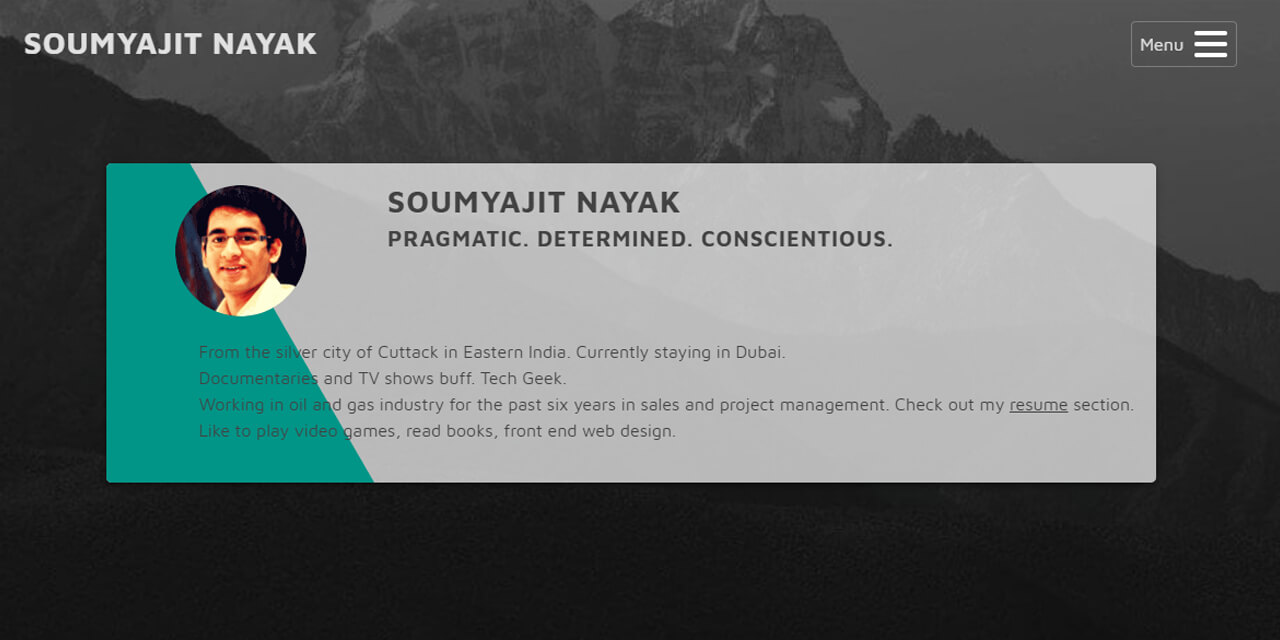 SOUMYAJIT NAYAK
Menu
SOUMYAJIT NAYAK
PRAGMATIC. DETERMINED. CONSCIENTIOUS.
From the silver city of Cuttack in Eastern India. Currently staying in Dubai.
Documentaries and TV shows buff. Tech Geek.
Working in oil and gas industry for the past six years in sales and project management. Check out my resume section.
Like to play video games, read books, front end web design.